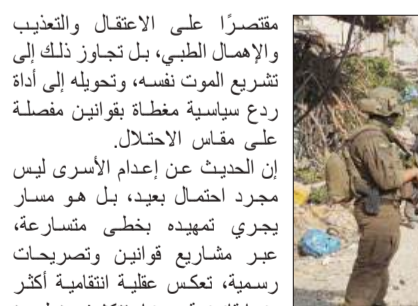 مقتصرًا على الاعتقال والتعذيب
والإهمال الطبي، بل تجاوز ذلك إلى
تشريع الموت نفسه، وتحويله إلى أداة
ردع سياسية مغطاة بقوانين مفصلة
على مقاس الاحتلال.
إن الحديث عن إعدام الأسرى ليس
مجرد احتمال بعيد، بل هو مسار
يجري تمهيده بخطى متسارعة،
عبر مشاريع قوانين وتصريحات
رسمية، تعكس عقلية انتقامية أكثر